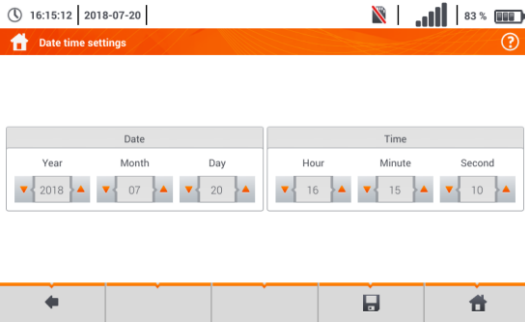 16:15:12 2018-07-20 83 %
Date time settings ?
Date Time
Year Month Day Hour Minute Second
2018 07 20 16 15 10